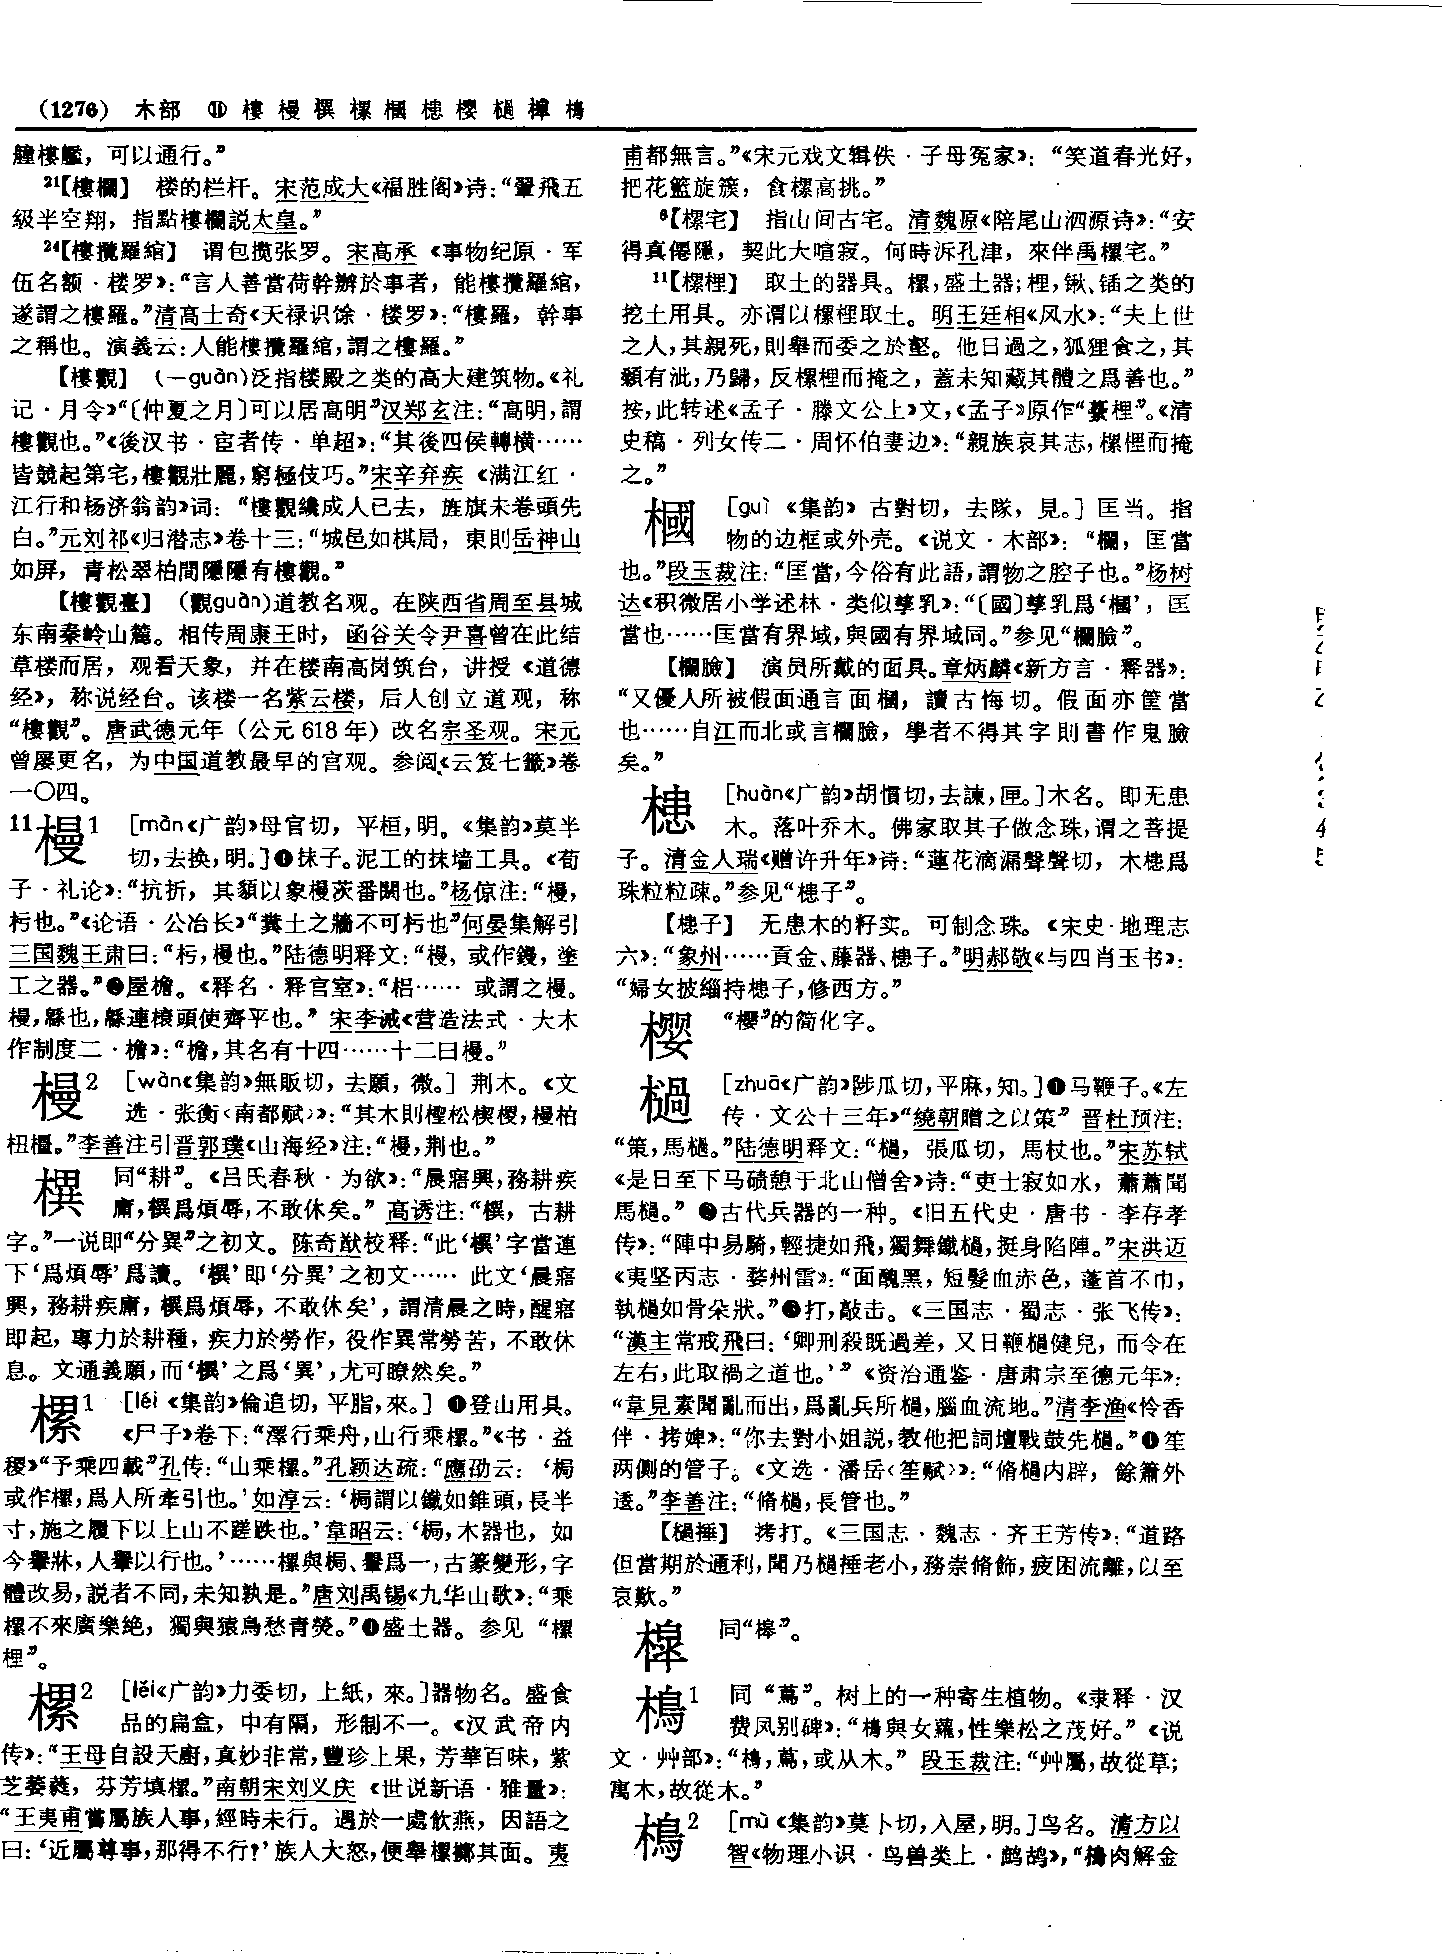 (1276) 木部 ⑪ 樓槾㯕樏槶槵樱檛樟樢
艫樓艦，可以通行。”
²¹【樓欄】 楼的栏杆。宋范成大《福胜阁》诗：“翬飛五
級半空翔，指點樓欄説太皇。”
²⁴【樓攬羅綰】 谓包揽张罗。宋高承《事物纪原·军
伍名额·楼罗》：“言人善當荷幹辦於事者，能樓攬羅綰，
遂謂之樓羅。”清高士奇《天禄识馀·楼罗》：“樓羅，幹事
之稱也。演義云：人能樓攬羅綰，謂之樓羅。”
【樓觀】 （－guàn）泛指楼殿之类的高大建筑物。《礼
记·月令》“〔仲夏之月〕可以居高明”汉郑玄注：“高明，謂
樓觀也。”《後汉书·宦者传·单超》：“其後四侯轉横……
皆競起第宅，樓觀壯麗，窮極伎巧。”宋辛弃疾《满江红·
江行和杨济翁韵》词：“樓觀纔成人已去，旌旗未卷頭先
白。”元刘祁《归潜志》卷十三：“城邑如棋局，東則岳神山
如屏，青松翠柏間隱隱有樓觀。”
【樓觀臺】 （觀guàn）道教名观。在陕西省周至县城
东南秦岭山麓。相传周康王时，函谷关令尹喜曾在此结
草楼而居，观看天象，并在楼南高岗筑台，讲授《道德
经》，称说经台。该楼一名紫云楼，后人创立道观，称
“樓觀”。唐武德元年（公元618年）改名宗圣观。宋元
曾屡更名，为中国道教最早的宫观。参阅《云笈七籤》卷
一〇四。
11槾1 [màn《广韵》母官切，平桓，明。《集韵》莫半
切，去换，明。]❶抹子。泥工的抹墙工具。《荀
子·礼论》：“抗折，其貌以象槾茨番閼也。”杨倞注：“槾，
杇也。”《论语·公冶长》“糞土之牆不可杇也”何晏集解引
三国魏王肃曰：“杇，槾也。”陆德明释文：“槾，或作鏝，塗
工之器。”❷屋檐。《释名·释宫室》：“梠……或謂之槾。
槾，緜也，緜連榱頭使齊平也。”宋李诫《营造法式·大木
作制度二·檐》：“檐，其名有十四……十二曰槾。”
槾2 [wàn《集韵》無販切，去願，微。]荆木。《文
选·张衡〈南都赋〉》：“其木則檉松楔㮨，槾柏
杻橿。”李善注引晋郭璞《山海经》注：“槾，荆也。”
㯕 同“耕”。《吕氏春秋·为欲》：“晨寤興，務耕疾
庸，㯕爲煩辱，不敢休矣。”高诱注：“㯕，古耕
字。”一说即“分異”之初文。陈奇猷校释：“此‘㯕’字當連
下‘爲煩辱’爲讀。‘㯕’即‘分異’之初文……此文‘晨寤
興，務耕疾庸，㯕爲煩辱，不敢休矣’，謂清晨之時，醒寤
即起，專力於耕種，疾力於勞作，役作異常勞苦，不敢休
息。文通義順，而‘㯕’之爲‘異’，尤可瞭然矣。”
樏1 [léi《集韵》倫追切，平脂，來。]❶登山用具。
《尸子》卷下：“澤行乘舟，山行乘樏。”《书·益
稷》“予乘四載”孔传：“山乘樏。”孔颖达疏：“應劭云：‘梮
或作樏，爲人所牽引也。’如淳云：‘梮謂以鐵如錐頭，長半
寸，施之履下以上山不蹉跌也。’韋昭云：‘梮，木器也，如
今轝牀，人轝以行也。’……樏與梮、轝爲一，古篆變形，字
體改易，説者不同，未知孰是。”唐刘禹锡《九华山歌》：“乘
樏不來廣樂絶，獨與猿鳥愁青熒。”❷盛土器。参见“樏
梩”。
樏2 [lěi《广韵》力委切，上紙，來。]器物名。盛食
品的扁盒，中有隔，形制不一。《汉武帝内
传》：“王母自設天廚，真妙非常，豐珍上果，芳華百味，紫
芝萎蕤，芬芳填樏。”南朝宋刘义庆《世说新语·雅量》：
“王夷甫嘗屬族人事，經時未行。遇於一處飲燕，因語之
曰：‘近屬尊事，那得不行？’族人大怒，便舉樏擲其面。夷
甫都無言。”《宋元戏文辑佚·子母冤家》：“笑道春光好，
把花籃旋簇，食樏高挑。”
⁶【樏宅】 指山间古宅。清魏源《陪尾山泗源诗》：“安
得真僊隱，契此大喧寂。何時泝孔津，來伴禹樏宅。”
¹¹【樏梩】 取土的器具。樏，盛土器；梩，锹、锸之类的
挖土用具。亦谓以樏梩取土。明王廷相《风水》：“夫上世
之人，其親死，則舉而委之於壑。他日過之，狐狸食之，其
顙有泚，乃歸，反樏梩而掩之，蓋未知藏其體之爲善也。”
按，此转述《孟子·滕文公上》文，《孟子》原作“虆梩”。《清
史稿·列女传二·周怀伯妻边》：“親族哀其志，樏梩而掩
之。”
槶 [guì《集韵》古對切，去隊，見。]匡当。指
物的边框或外壳。《说文·木部》：“槶，匡當
也。”段玉裁注：“匡當，今俗有此語，謂物之腔子也。”杨树
达《积微居小学述林·类似孳乳》：“〔國〕孳乳爲‘槶’，匡
當也……匡當有界域，與國有界域同。”参见“槶臉”。
【槶臉】 演员所戴的面具。章炳麟《新方言·释器》：
“又優人所被假面通言面槶，讀古悔切。假面亦筐當
也……自江而北或言槶臉，學者不得其字則書作鬼臉
矣。”
槵 [huàn《广韵》胡慣切，去諫，匣。]木名。即无患
木。落叶乔木。佛家取其子做念珠，谓之菩提
子。清金人瑞《赠许升年》诗：“蓮花滴漏聲聲切，木槵爲
珠粒粒疎。”参见“槵子”。
【槵子】 无患木的籽实。可制念珠。《宋史·地理志
六》：“象州……貢金、藤器、槵子。”明郝敬《与四肖玉书》：
“婦女披緇持槵子，修西方。”
樱 “櫻”的简化字。
檛 [zhuā《广韵》陟瓜切，平麻，知。]❶马鞭子。《左
传·文公十三年》“繞朝贈之以策”晋杜预注：
“策，馬檛。”陆德明释文：“檛，張瓜切，馬杖也。”宋苏轼
《是日至下马碛憩于北山僧舍》诗：“吏士寂如水，蕭蕭聞
馬檛。”❷古代兵器的一种。《旧五代史·唐书·李存孝
传》：“陣中易騎，輕捷如飛，獨舞鐵檛，挺身陷陣。”宋洪迈
《夷坚丙志·婺州雷》：“面醜黑，短髮血赤色，蓬首不巾，
執檛如骨朵狀。”❸打，敲击。《三国志·蜀志·张飞传》：
“漢主常戒飛曰：‘卿刑殺既過差，又日鞭檛健兒，而令在
左右，此取禍之道也。’”《资治通鉴·唐肃宗至德元年》：
“韋見素聞亂而出，爲亂兵所檛，腦血流地。”清李渔《怜香
伴·拷婢》：“你去對小姐説，教他把詞壇戰鼓先檛。”❹笙
两侧的管子。《文选·潘岳〈笙赋〉》：“脩檛内辟，餘簫外
逶。”李善注：“脩檛，長管也。”
【檛捶】 拷打。《三国志·魏志·齐王芳传》：“道路
但當期於通利，聞乃檛捶老小，務崇脩飾，疲困流離，以至
哀歎。”
同“槔”。
樢1 同“蔦”。树上的一种寄生植物。《隶释·汉
费凤别碑》：“樢與女蘿，性樂松之茂好。”《说
文·艸部》：“樢，蔦，或从木。”段玉裁注：“艸屬，故從草；
寓木，故從木。”
樢2 [mù《集韵》莫卜切，入屋，明。]鸟名。清方以
智《物理小识·鸟兽类上·鹧鸪》，“樢肉解金